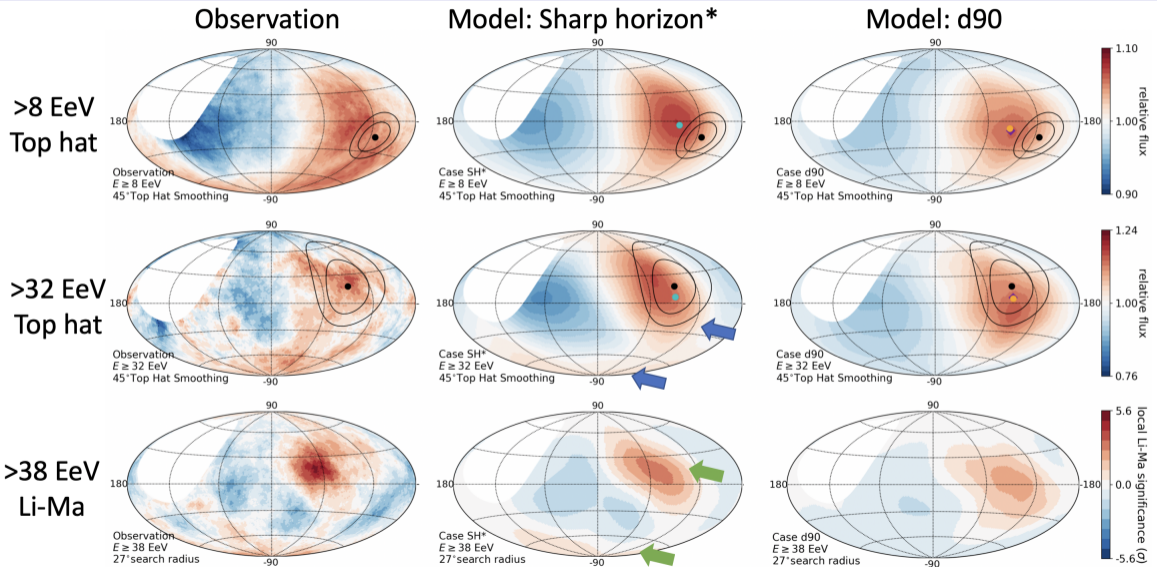 Observation
Model: Sharp horizon*
Model: d90
>8 EeV
Top hat
90
180
Observation
E ≥ 8 EeV
45°Top Hat Smoothing
-90
90
Case SH*
E ≥ 8 EeV
45°Top Hat Smoothing
-90
90
180
Case d90
E ≥ 8 EeV
45°Top Hat Smoothing
-90
1.10
1.00
0.90
relative flux
>32 EeV
Top hat
90
180
Observation
E ≥ 32 EeV
45°Top Hat Smoothing
-90
90
180
Case SH*
E ≥ 32 EeV
45°Top Hat Smoothing
-90
90
180
-180
Case d90
E ≥ 32 EeV
45°Top Hat Smoothing
-90
1.24
1.00
0.76
relative flux
>38 EeV
Li-Ma
90
180
Observation
E ≥ 38 EeV
27°search radius
-90
90
180
Case SH*
E ≥ 38 EeV
27°search radius
-90
90
180
-180
Case d90
E ≥ 38 EeV
27°search radius
-90
5.6
0.0
-5.6
local Li-Ma significance (σ)